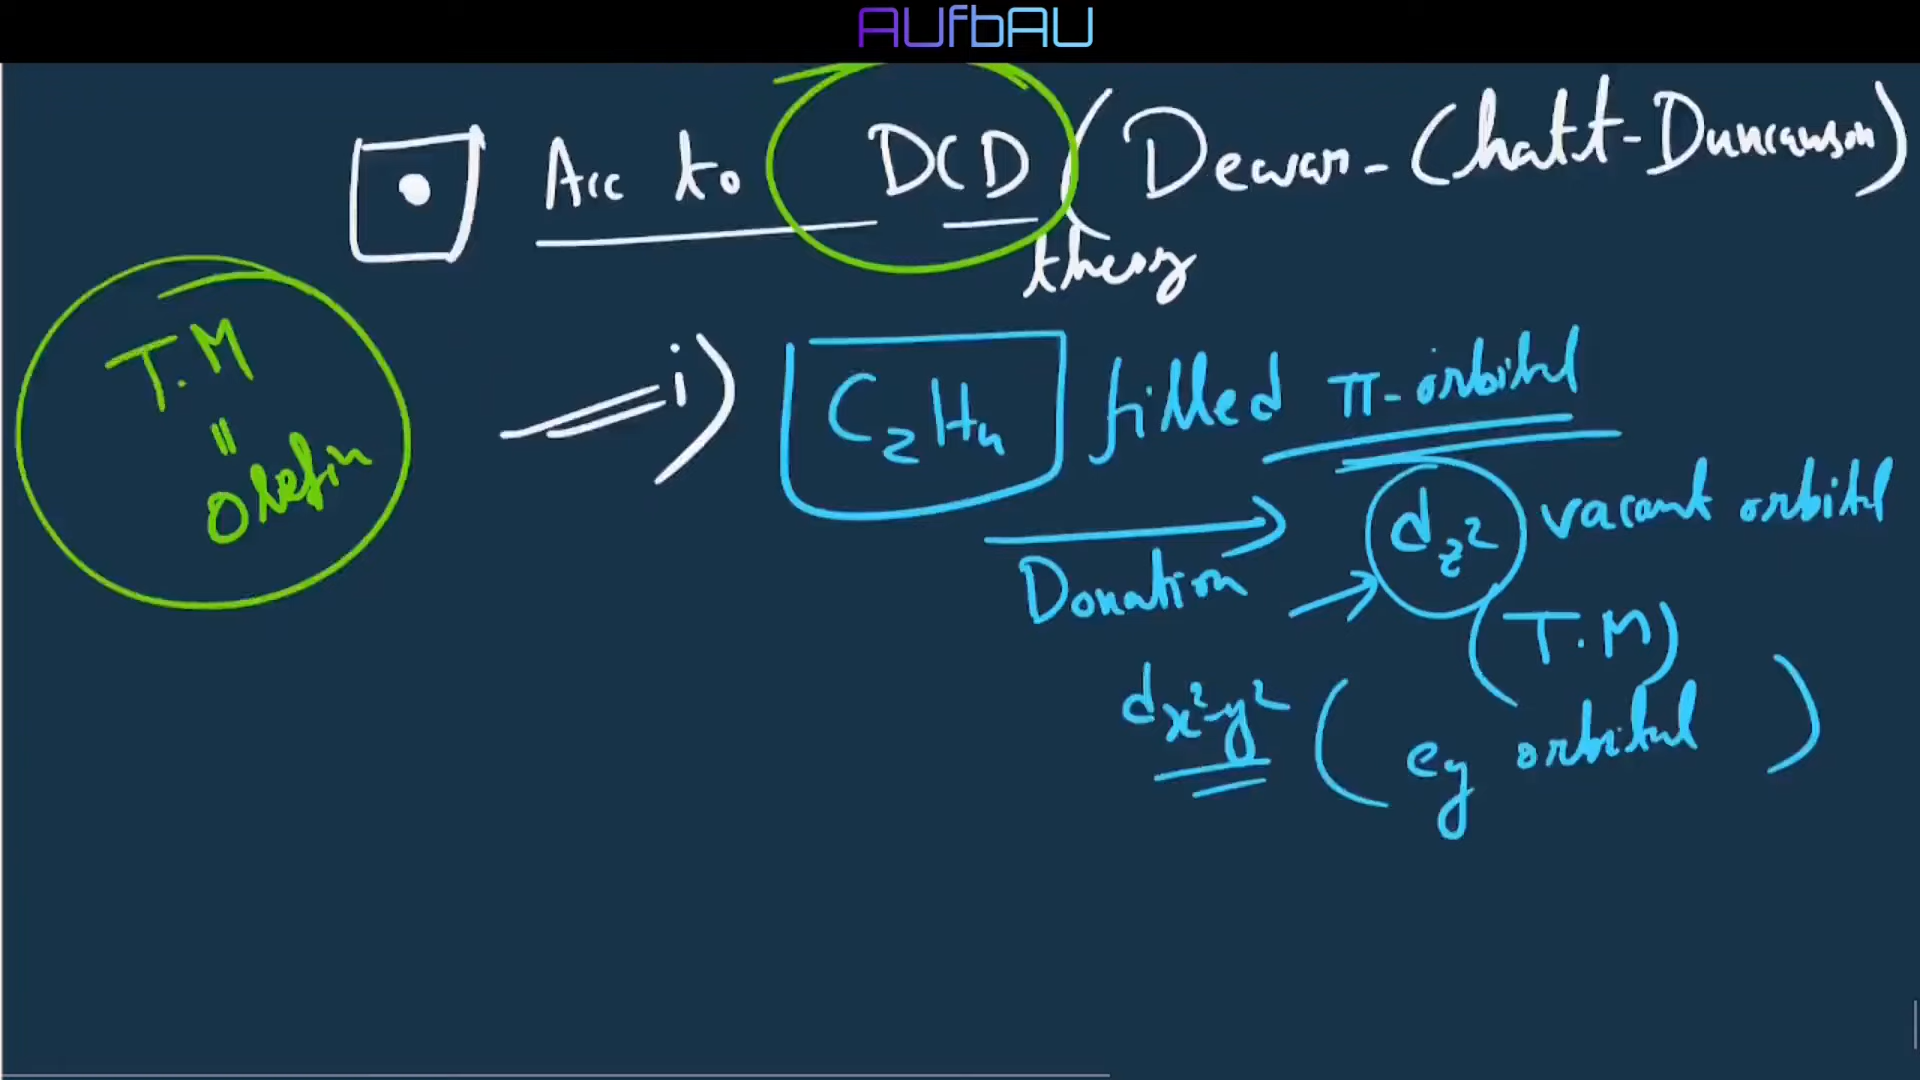 AUfbAU
Acc to DCD (Dewar-Chatt-Duncanson)
theory
T.M
=
Olefin
i) C2H4 filled π-orbital
Donation → dz2 vacant orbital
(T.M)
dx2-y2 (eg orbital)